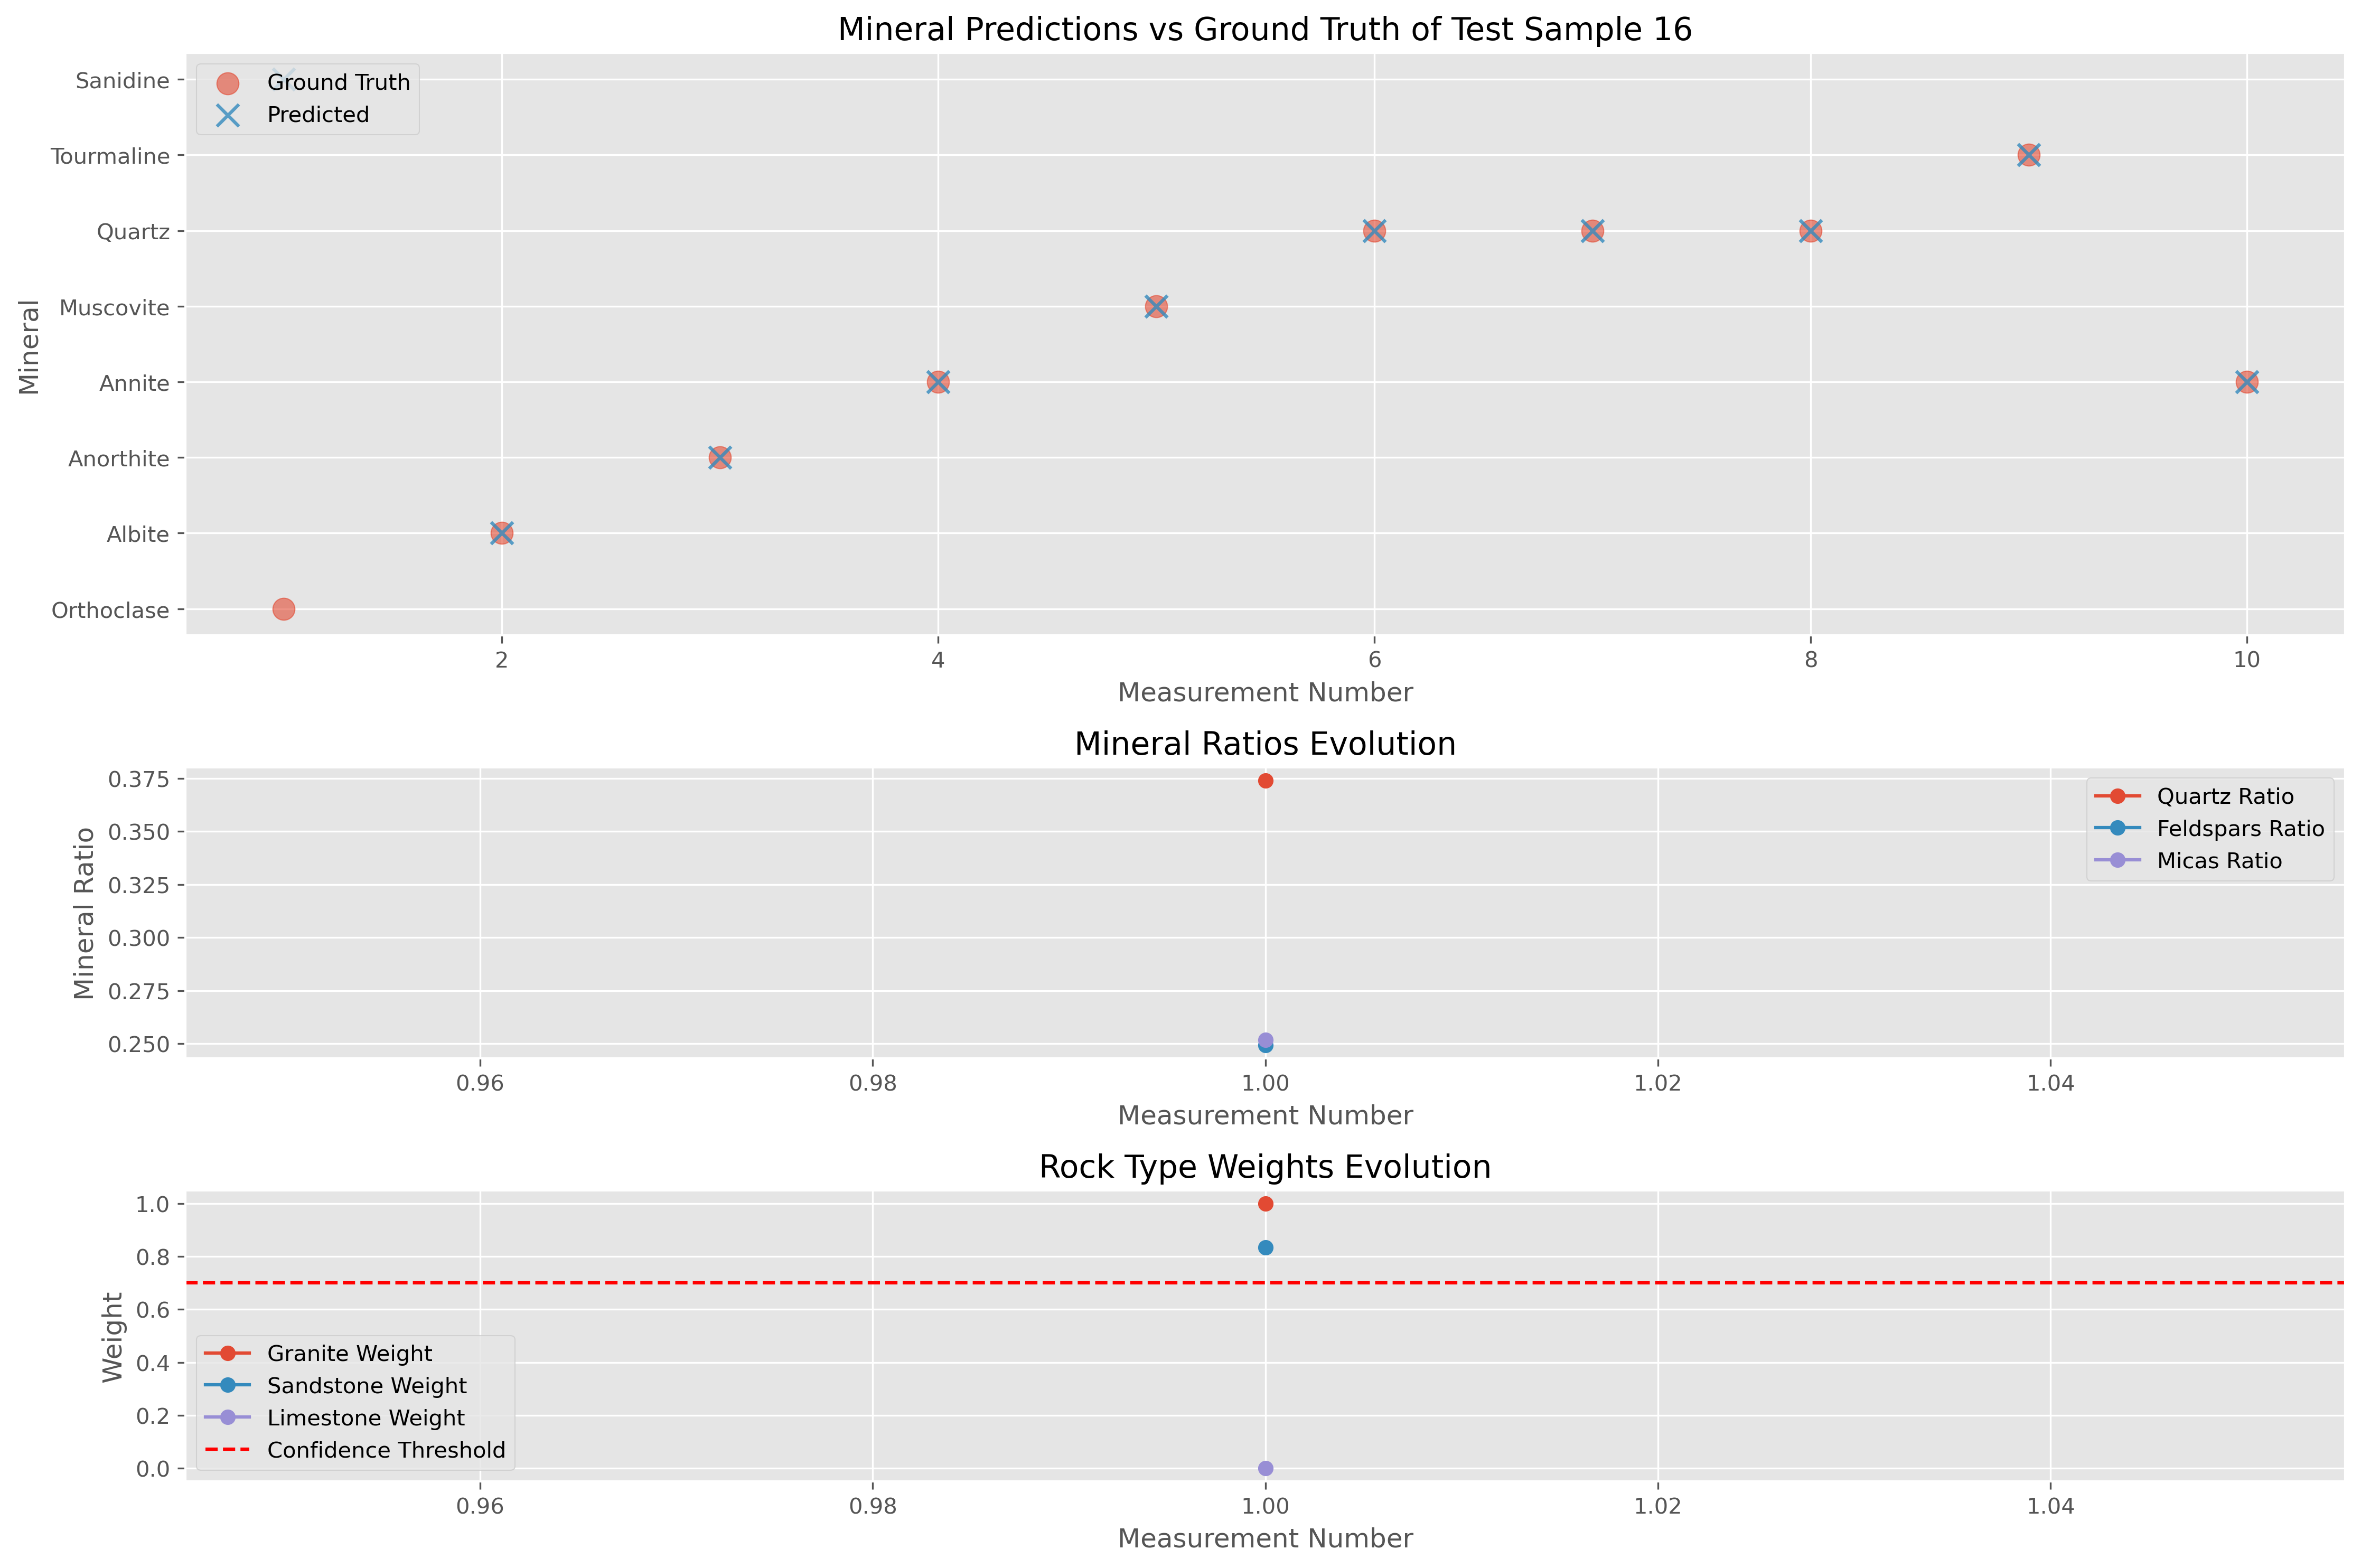 Mineral Predictions vs Ground Truth of Test Sample 16
Ground Truth
Predicted
Mineral
Sanidine
Tourmaline
Quartz
Muscovite
Annite
Anorthite
Albite
Orthoclase
2 4 6 8 10
Measurement Number
Mineral Ratios Evolution
Mineral Ratio
0.375
0.350
0.325
0.300
0.275
0.250
Quartz Ratio
Feldspars Ratio
Micas Ratio
0.96 0.98 1.00 1.02 1.04
Measurement Number
Rock Type Weights Evolution
Weight
1.0
0.8
0.6
0.4
0.2
0.0
Granite Weight
Sandstone Weight
Limestone Weight
Confidence Threshold
0.96 0.98 1.00 1.02 1.04
Measurement Number